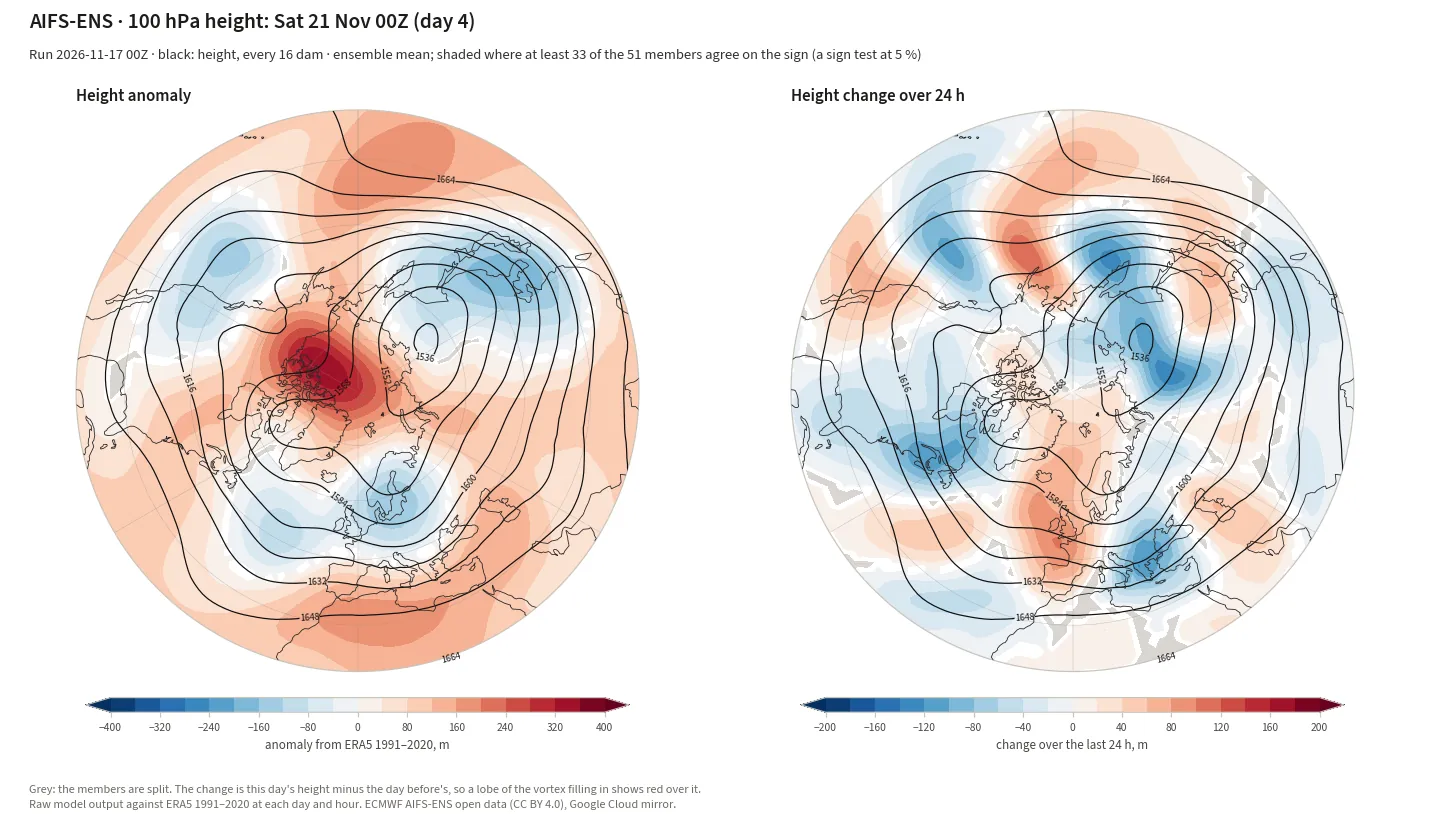 AIFS-ENS · 100 hPa height: Sat 21 Nov 00Z (day 4)
Run 2026-11-17 00Z · black: height, every 16 dam · ensemble mean; shaded where at least 33 of the 51 members agree on the sign (a sign test at 5 %)
Height anomaly
Height change over 24 h
1664
1536
1552
1568
1616
1600
1584
1632
1648
1664
1664
1536
1552
1568
1616
1600
1584
1632
1648
1664
−400 −320 −240 −160 −80 0 80 160 240 320 400
anomaly from ERA5 1991–2020, m
−200 −160 −120 −80 −40 0 40 80 120 160 200
change over the last 24 h, m
Grey: the members are split. The change is this day's height minus the day before's, so a lobe of the vortex filling in shows red over it.
Raw model output against ERA5 1991–2020 at each day and hour. ECMWF AIFS-ENS open data (CC BY 4.0), Google Cloud mirror.